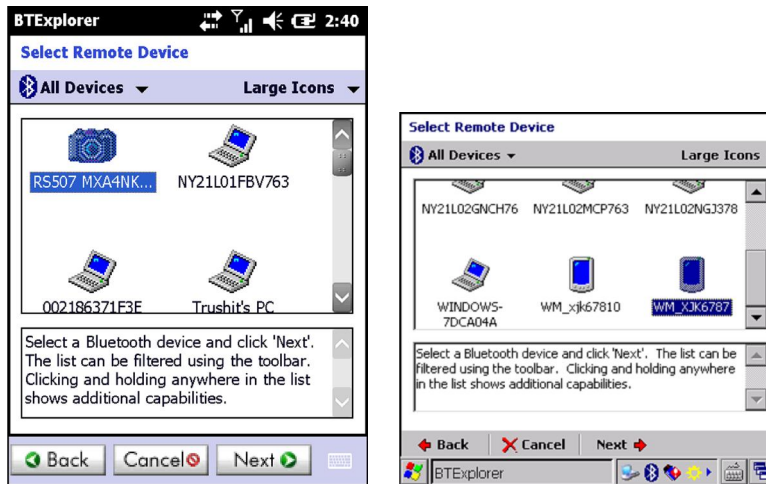 BTExplorer 2:40
Select Remote Device
All Devices Large Icons
RS507 MXA4NK... NY21L01FBV763
002186371F3E Trushit's PC
Select a Bluetooth device and click 'Next'.
The list can be filtered using the toolbar.
Clicking and holding anywhere in the list
shows additional capabilities.
Back Cancel Next
Select Remote Device
All Devices Large Icons
NY21L02GNCH76 NY21L02MCP763 NY21L02NGJ378
WINDOWS- WM_xjk67810 WM_XJK6787
7DCA04A
Select a Bluetooth device and click 'Next'. The list can be
filtered using the toolbar. Clicking and holding anywhere
in the list shows additional capabilities.
Back Cancel Next
BTExplorer